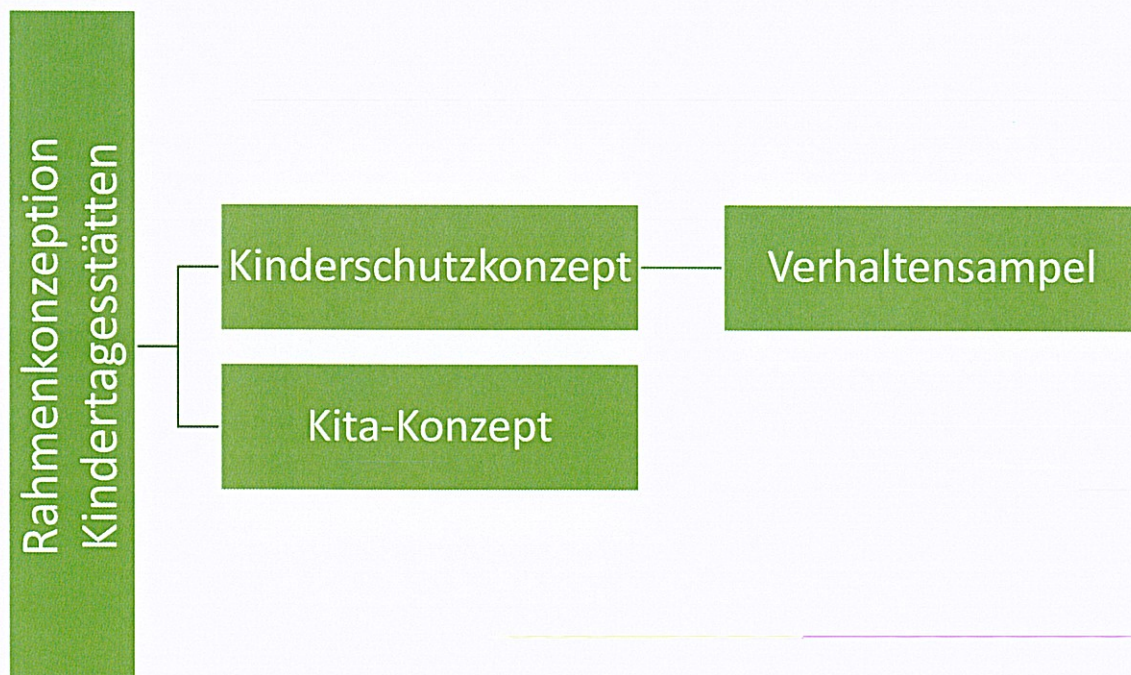 Rahmenkonzeption
Kindertagesstätten
Kinderschutzkonzept
Verhaltensampel
Kita-Konzept